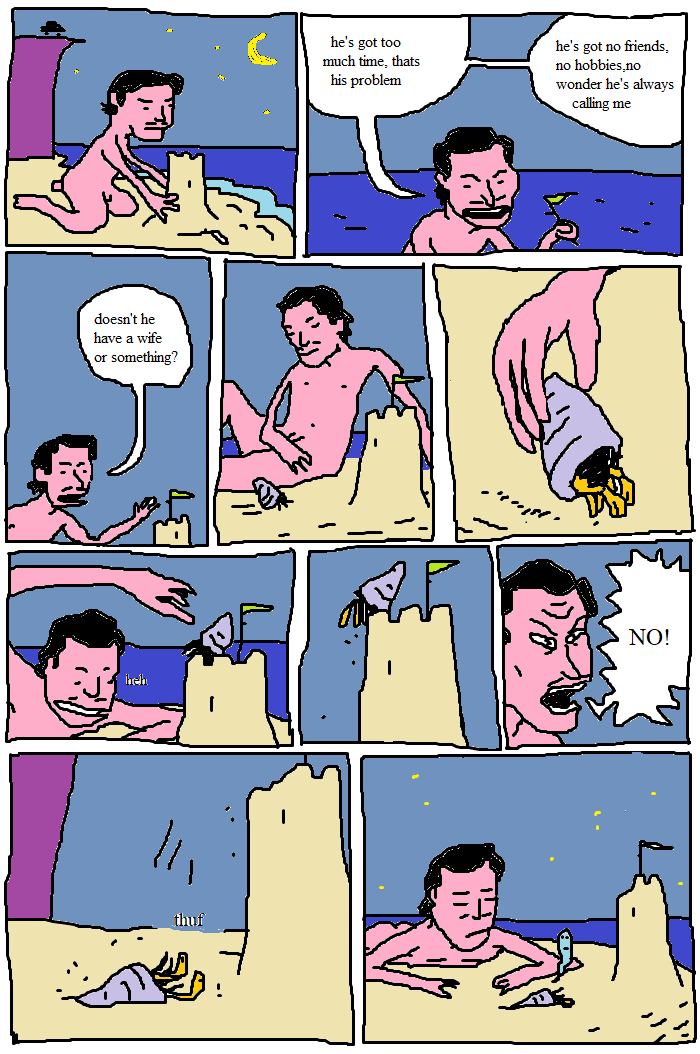 he's got too
much time, thats
his problem
he's got no friends,
no hobbies,no
wonder he's always
calling me
doesn't he
have a wife
or something?
heh
NO!
thuf